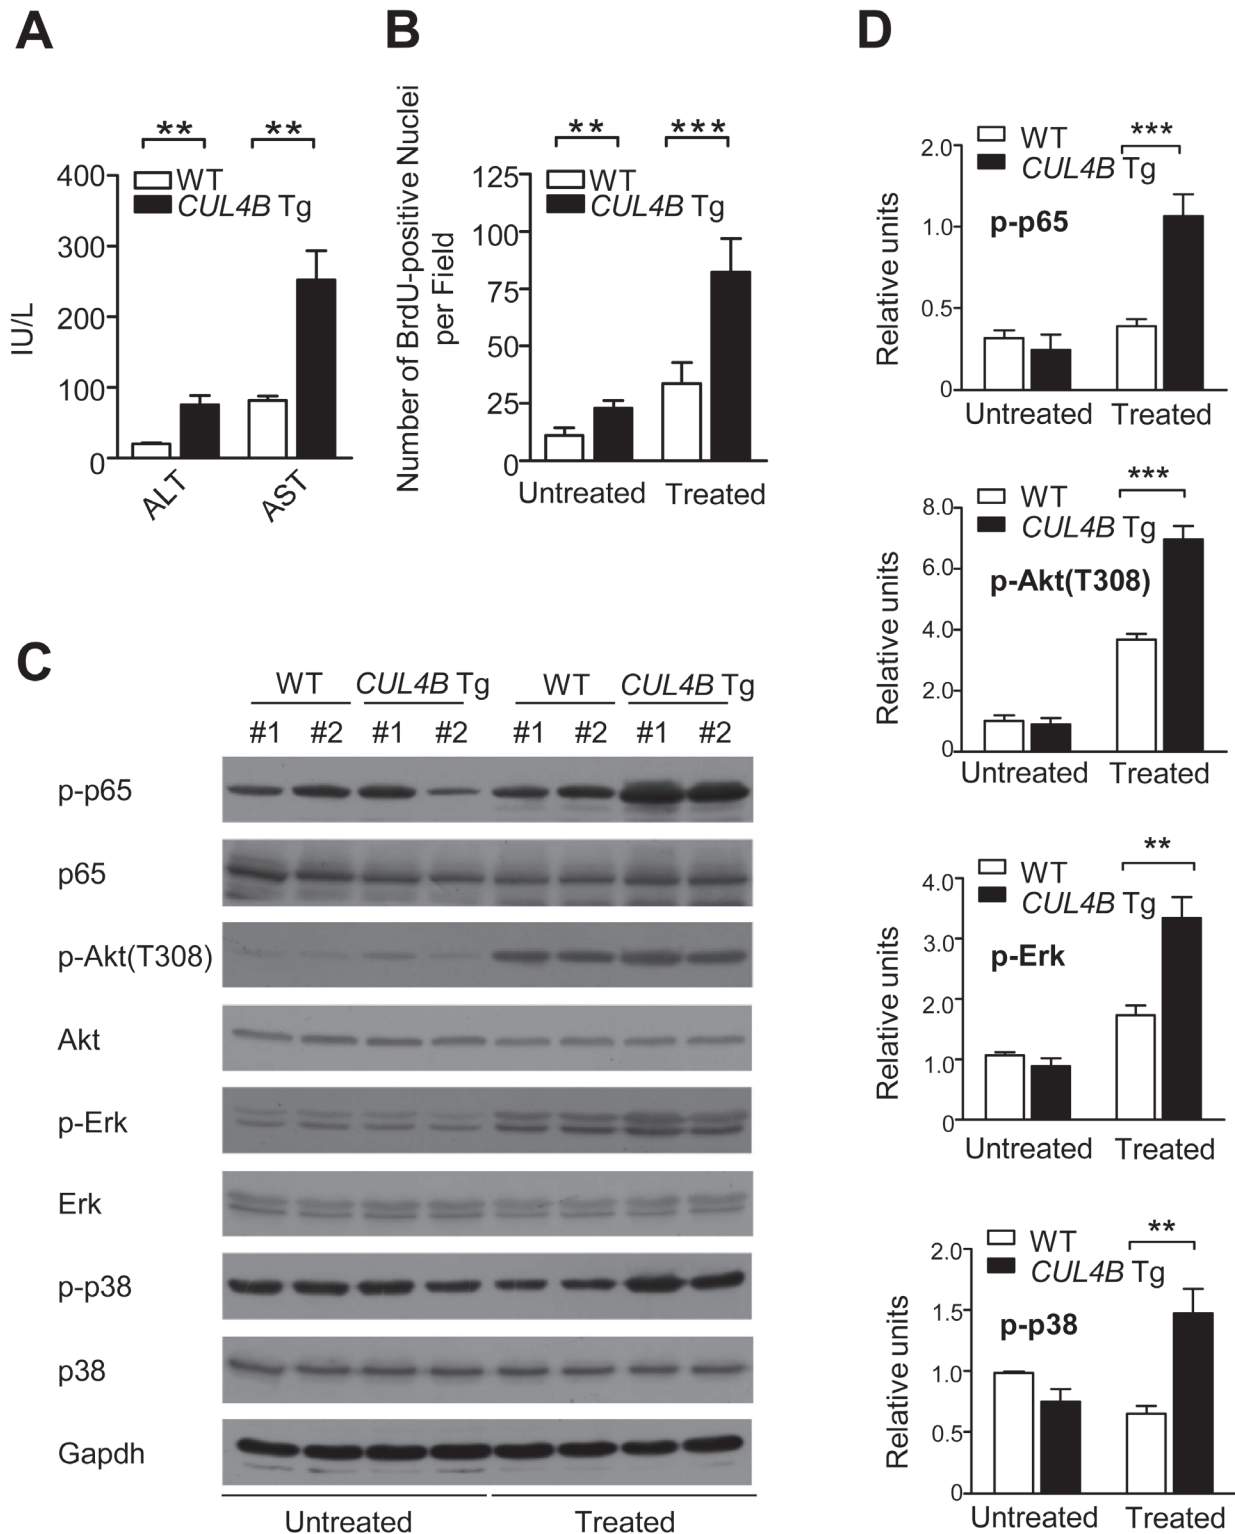 A
** **
400
300
200
100
0
IU/L
WT
CUL4B Tg
ALT
AST
B
** ***
Number of BrdU-positive Nuclei
per Field
125
100
75
50
25
0
WT
CUL4B Tg
Untreated Treated
C
WT CUL4B Tg WT CUL4B Tg
#1 #2 #1 #2 #1 #2 #1 #2
p-p65
p65
p-Akt(T308)
Akt
p-Erk
Erk
p-p38
p38
Gapdh
Untreated Treated
D
***
WT
CUL4B Tg
p-p65
Relative units
2.0
1.0
0.5
0
Untreated Treated
***
WT
CUL4B Tg
p-Akt(T308)
Relative units
8.0
6.0
4.0
2.0
0
Untreated Treated
**
WT
CUL4B Tg
p-Erk
Relative units
4.0
3.0
2.0
1.0
0
Untreated Treated
**
WT
CUL4B Tg
p-p38
Relative units
2.0
1.5
1.0
0.5
0
Untreated Treated